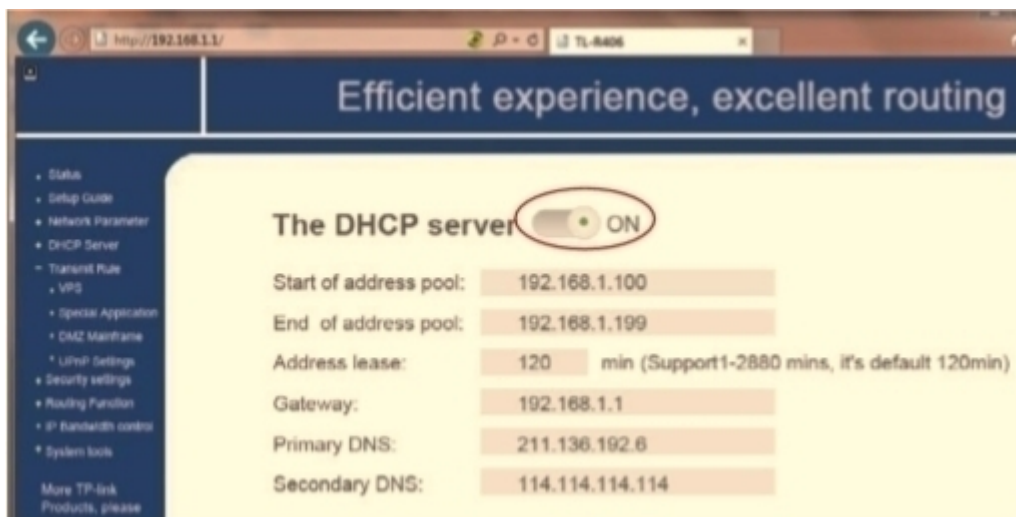 http://192.168.1.1/
TL-R406
Efficient experience, excellent routing
Status
Setup Guide
Network Parameter
DHCP Server
Transmit Rule
VPS
Special Application
DMZ Mainframe
UPnP Settings
Security settings
Routing Function
IP Bandwidth control
System tools
More TP-link
Products, please
The DHCP server ON
Start of address pool: 192.168.1.100
End of address pool: 192.168.1.199
Address lease: 120 min (Support1-2880 mins, it's default 120min)
Gateway: 192.168.1.1
Primary DNS: 211.136.192.6
Secondary DNS: 114.114.114.114